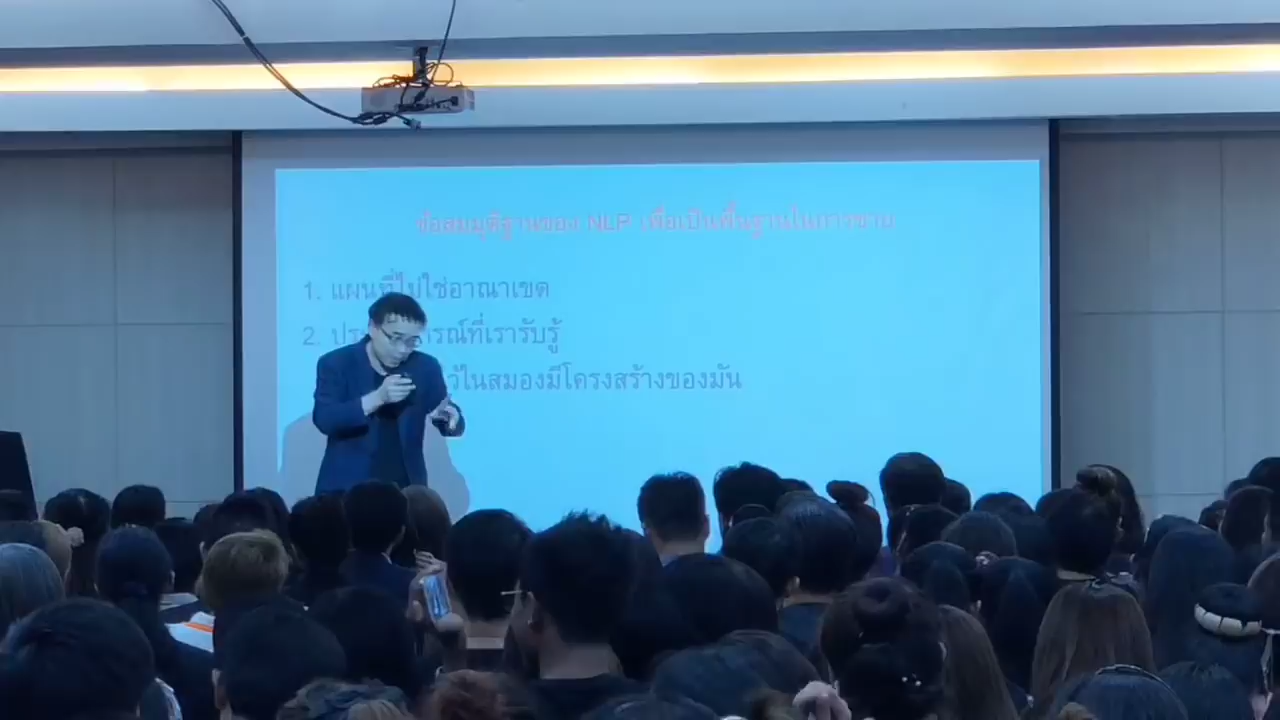 ข้อสมมุติฐานของ NLP เพื่อเป็นพื้นฐานในการขาย
1. แผนที่ไม่ใช่อาณาเขต
2. ประ รณ์ที่เรารับรู้
ไว้ในสมองมีโครงสร้างของมัน